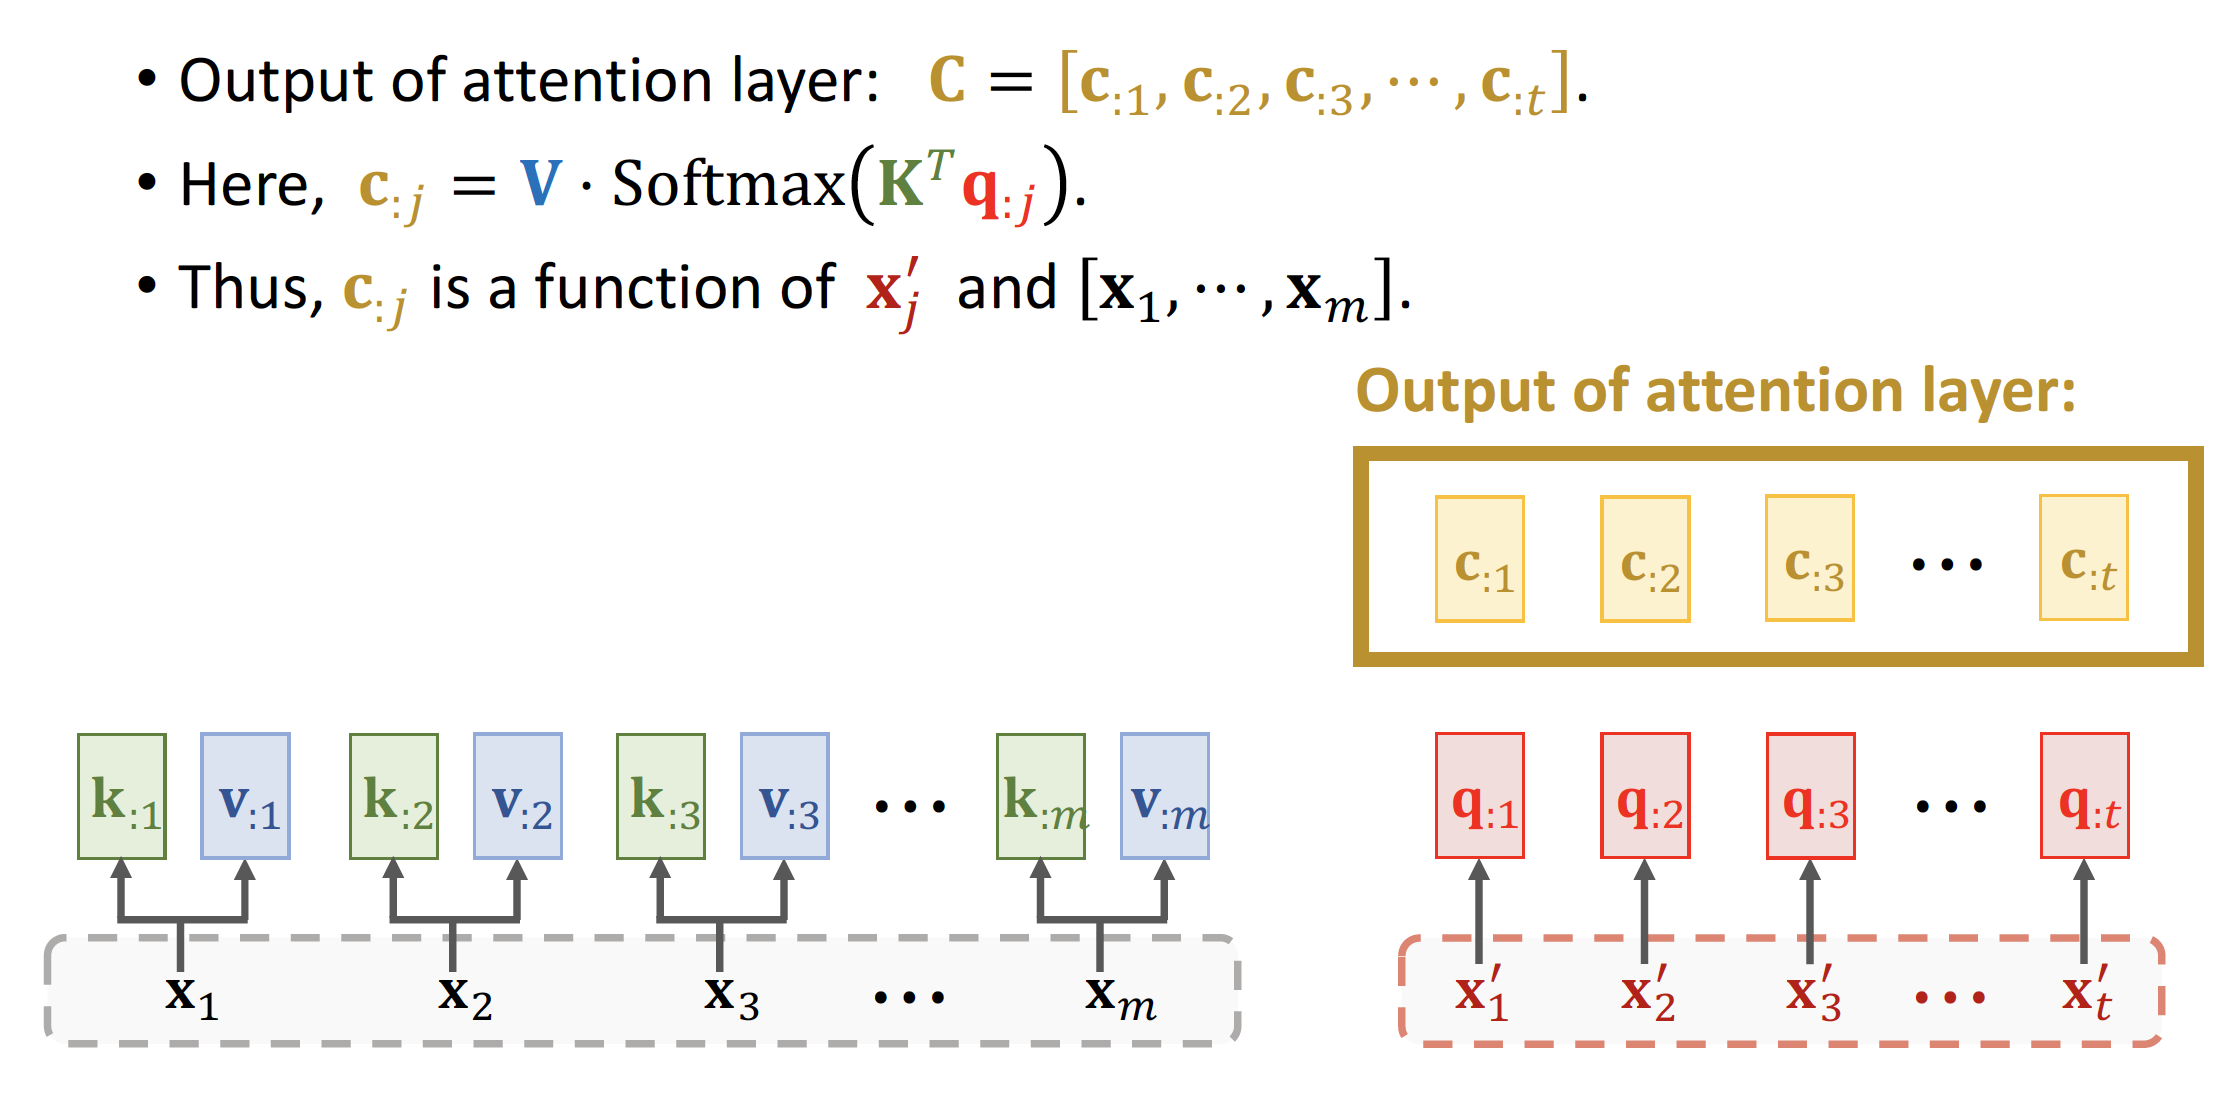 • Output of attention layer: C = [c:1, c:2, c:3, ⋯, c:t].
• Here, c:j = V · Softmax(K^T q:j).
• Thus, c:j is a function of x′j and [x1, ⋯, xm].
Output of attention layer:
c:1 c:2 c:3 ⋯ c:t
k:1 v:1 k:2 v:2 k:3 v:3 ⋯ k:m v:m q:1 q:2 q:3 ⋯ q:t
x1 x2 x3 ⋯ xm x′1 x′2 x′3 ⋯ x′t